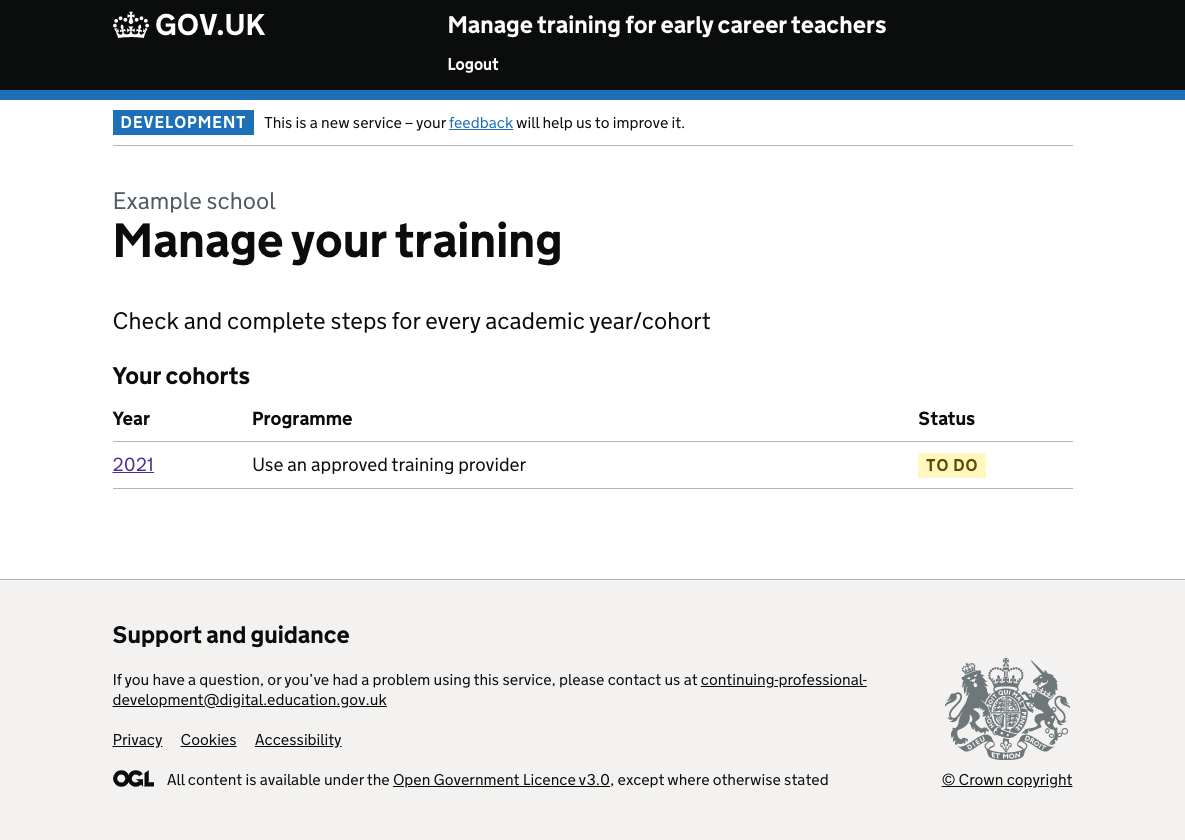 GOV.UK
Manage training for early career teachers
Logout
DEVELOPMENT This is a new service – your feedback will help us to improve it.
Example school
Manage your training
Check and complete steps for every academic year/cohort
Your cohorts
Year Programme Status
2021 Use an approved training provider TO DO
Support and guidance
If you have a question, or you’ve had a problem using this service, please contact us at continuing-professional-
development@digital.education.gov.uk
Privacy Cookies Accessibility
DIEU ET MON DROIT
OGL All content is available under the Open Government Licence v3.0, except where otherwise stated
© Crown copyright